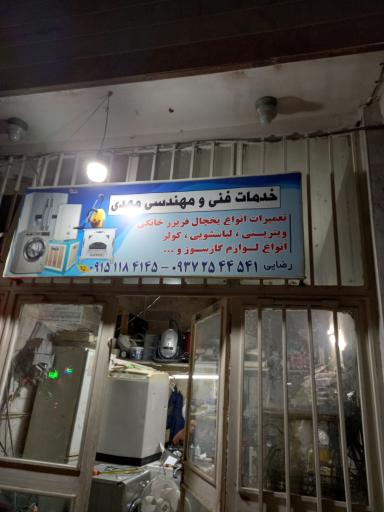 خدمات فنی و مهندسی مهدی
تعمیرات انواع یخچال فریزر خانگی
ویترینی ، لباسشویی ، کولر
انواع لوازم گازسوز و ...
رضایی ۰۹۳۷۲۵۴۴۵۴۱ - ۰۹۱۵۱۱۸۴۱۴۵